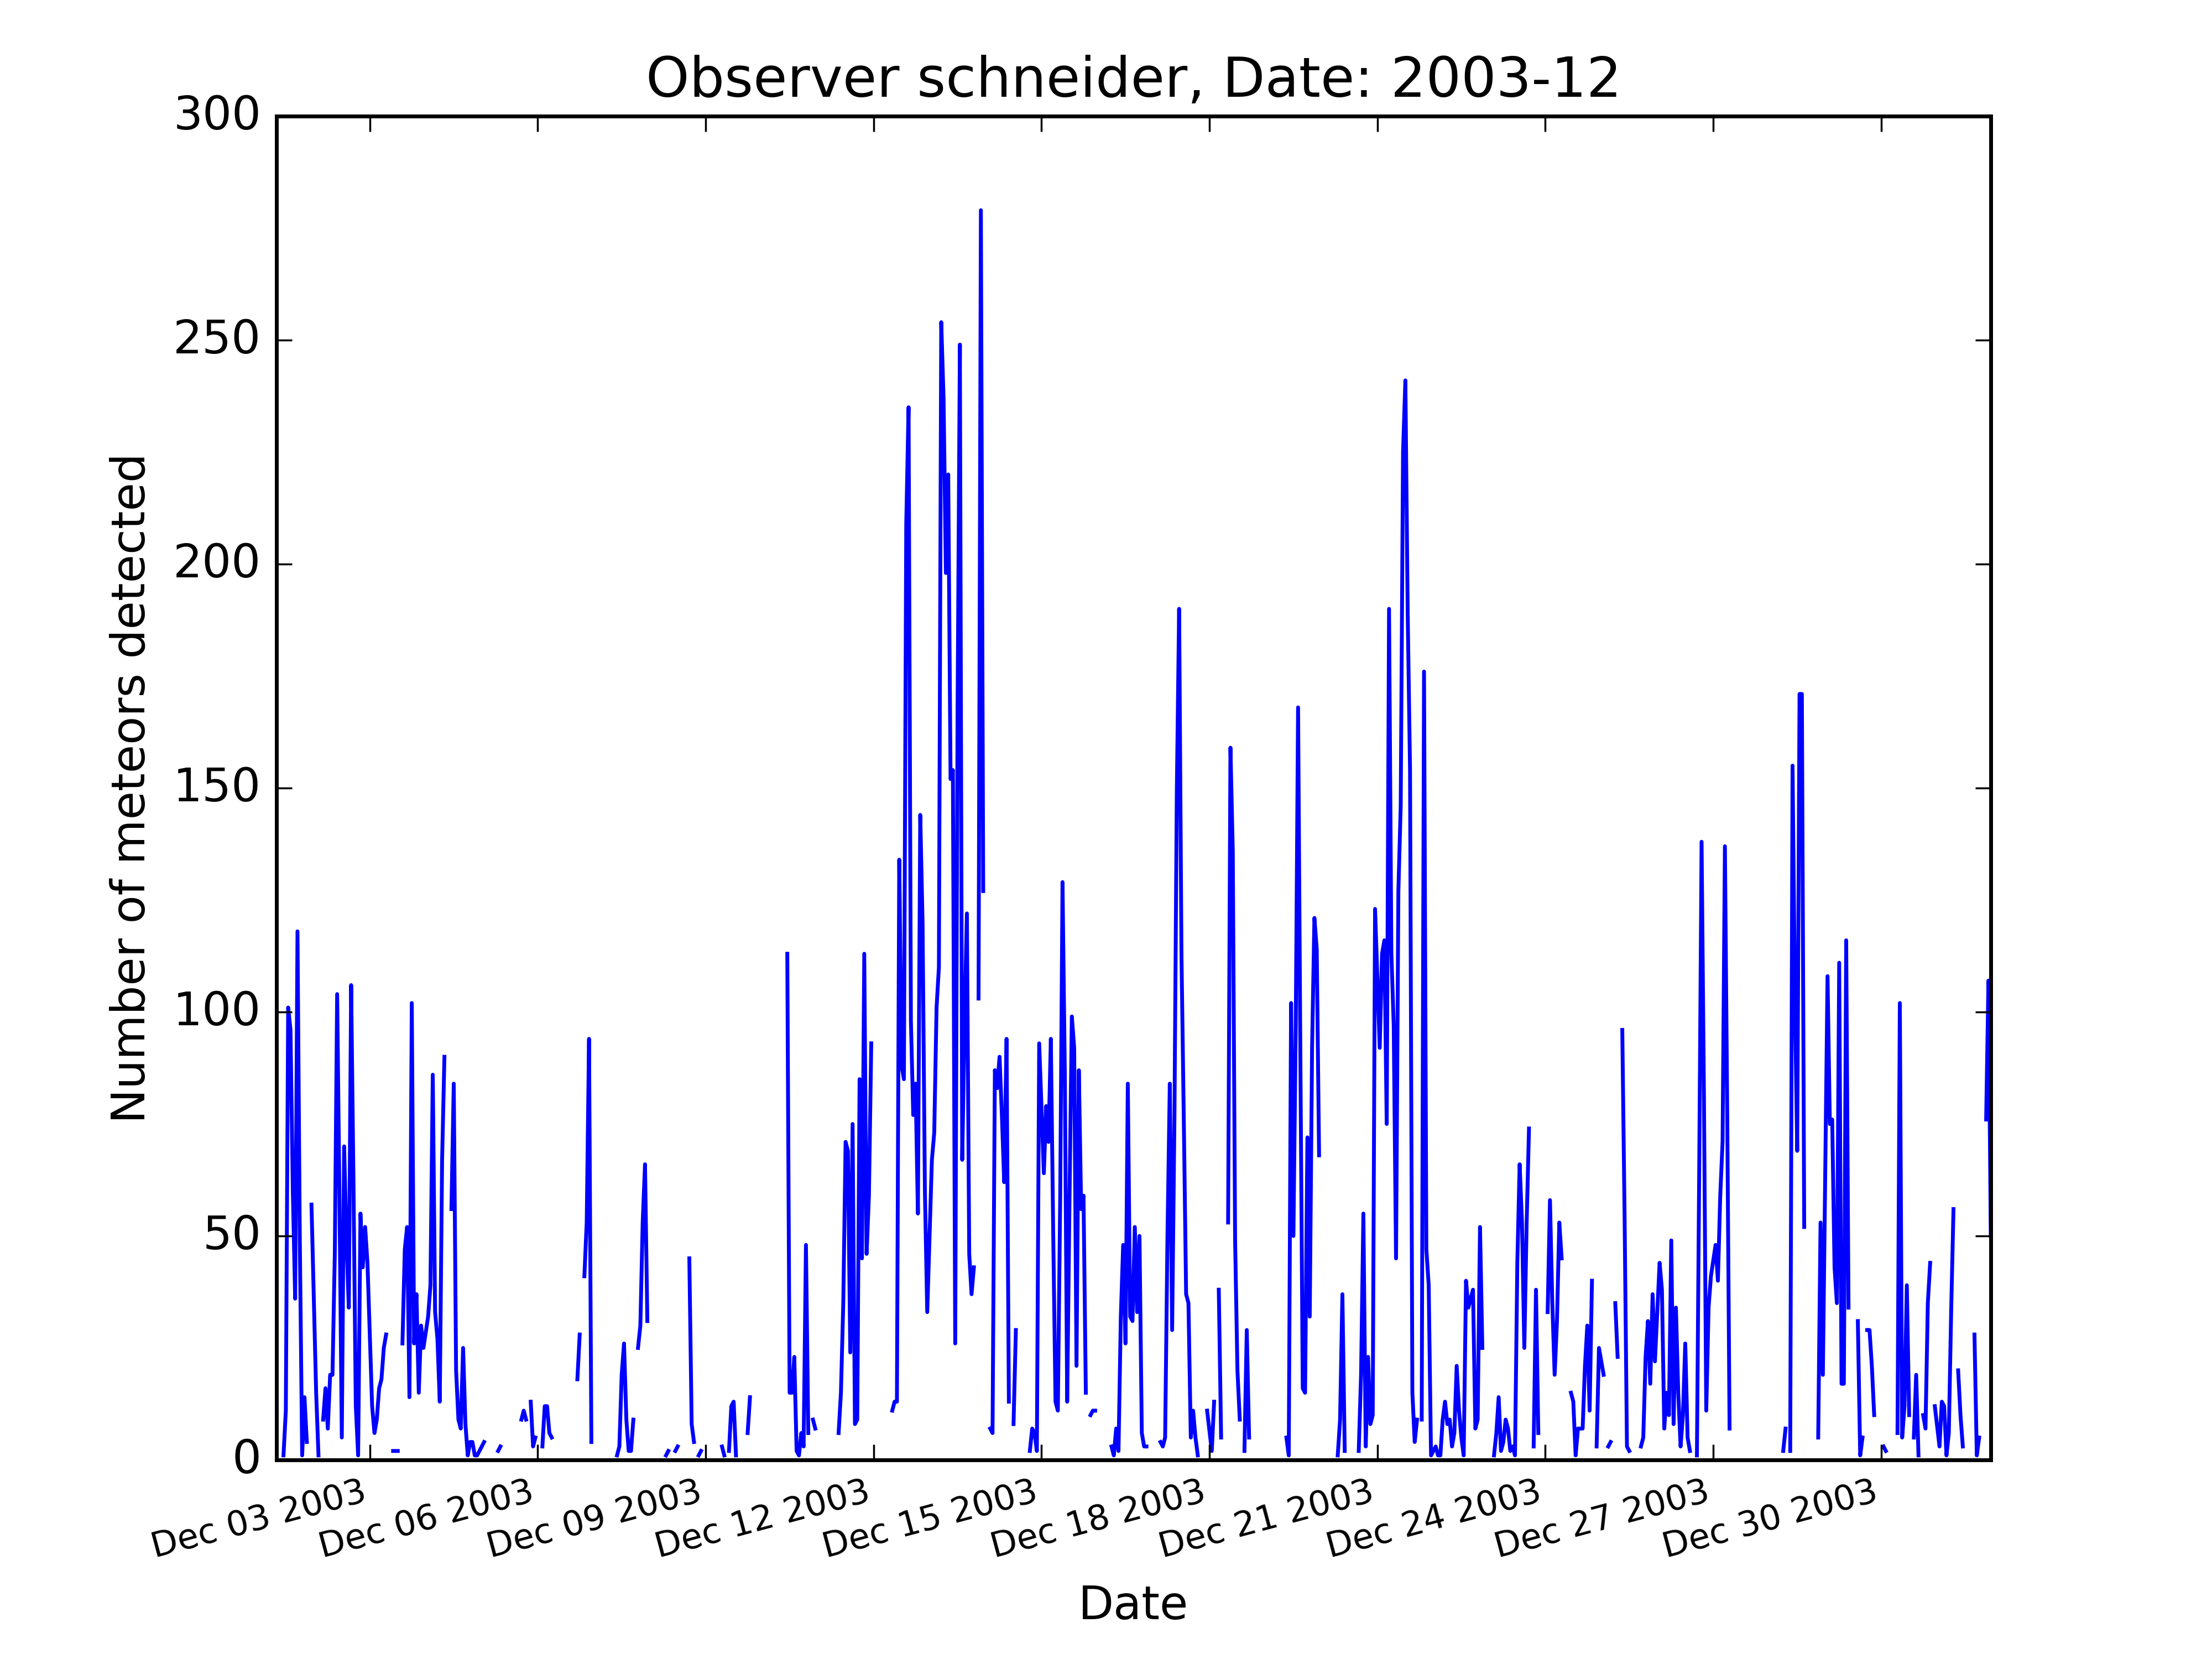 Observer schneider, Date: 2003-12
300
250
200
150
100
50
0
Number of meteors detected
Dec 03 2003
Dec 06 2003
Dec 09 2003
Dec 12 2003
Dec 15 2003
Dec 18 2003
Dec 21 2003
Dec 24 2003
Dec 27 2003
Dec 30 2003
Date